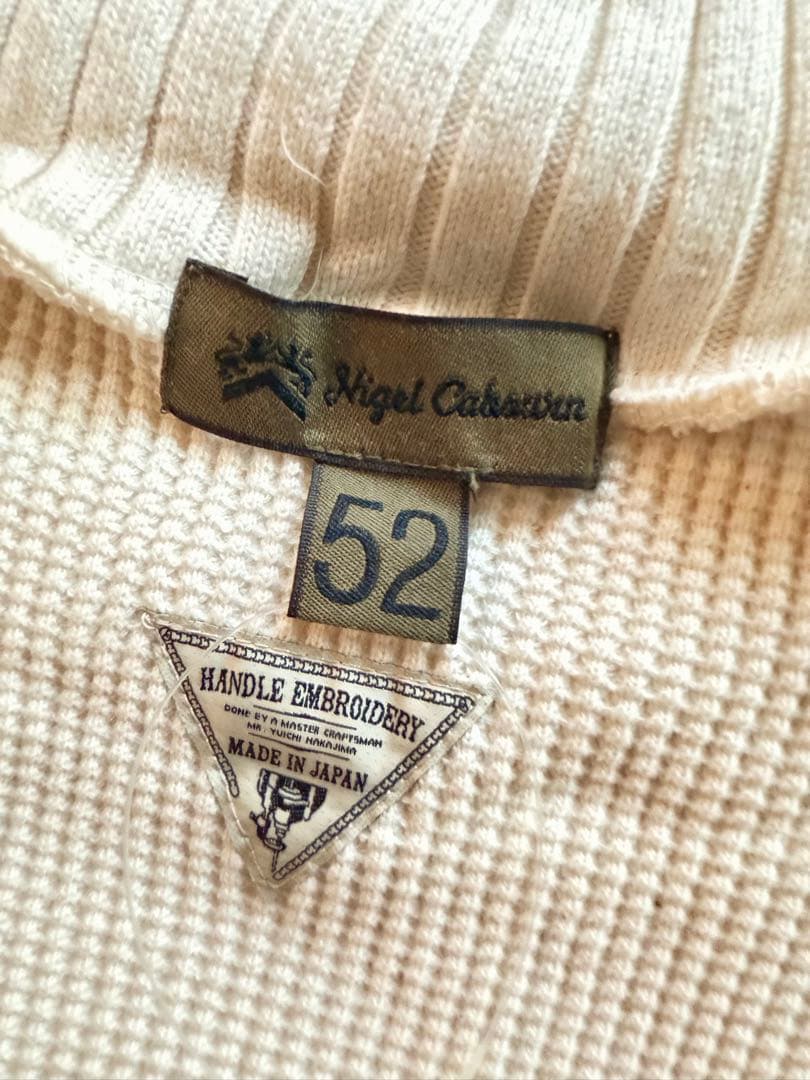 Nigel Cabourn
52
HANDLE EMBROIDERY
DONE BY A MASTER CRAFTSMAN
MR. YUICHI NAKAJIMA
MADE IN JAPAN